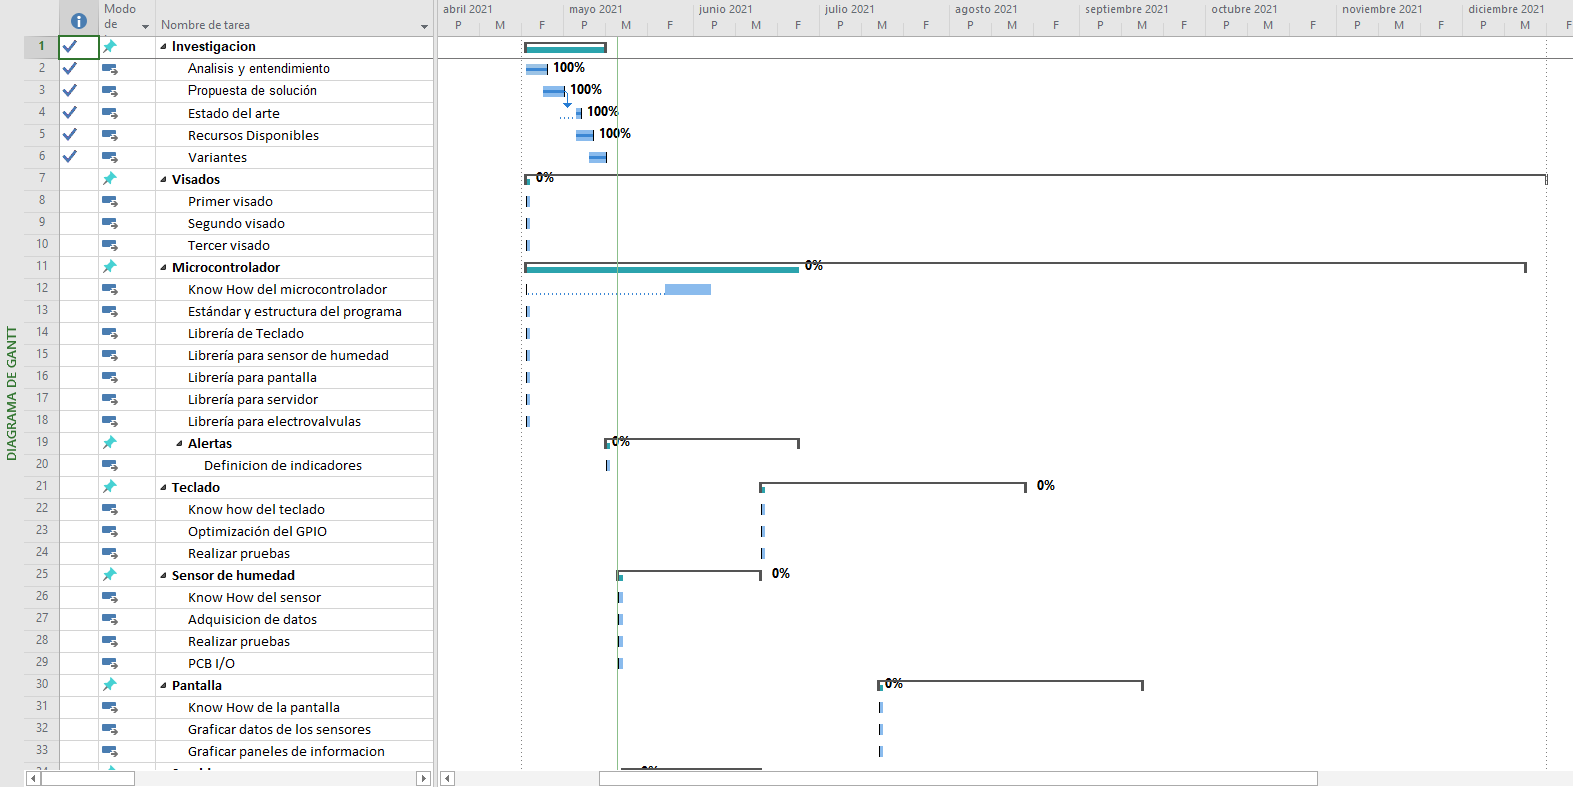 abril 2021 mayo 2021 junio 2021 julio 2021 agosto 2021 septiembre 2021 octubre 2021 noviembre 2021 diciembre 2021
Modo de Nombre de tarea P M F P M F P M F P M F P M F P M F P M F P M F P M F
DIAGRAMA DE GANTT
1 Investigacion
2 Analisis y entendimiento 100%
3 Propuesta de solución 100%
4 Estado del arte 100%
5 Recursos Disponibles 100%
6 Variantes
7 Visados 0%
8 Primer visado
9 Segundo visado
10 Tercer visado
11 Microcontrolador 0%
12 Know How del microcontrolador
13 Estándar y estructura del programa
14 Librería de Teclado
15 Librería para sensor de humedad
16 Librería para pantalla
17 Librería para servidor
18 Librería para electrovalvulas
19 Alertas 0%
20 Definicion de indicadores
21 Teclado 0%
22 Know how del teclado
23 Optimización del GPIO
24 Realizar pruebas
25 Sensor de humedad 0%
26 Know How del sensor
27 Adquisicion de datos
28 Realizar pruebas
29 PCB I/O
30 Pantalla 0%
31 Know How de la pantalla
32 Graficar datos de los sensores
33 Graficar paneles de informacion